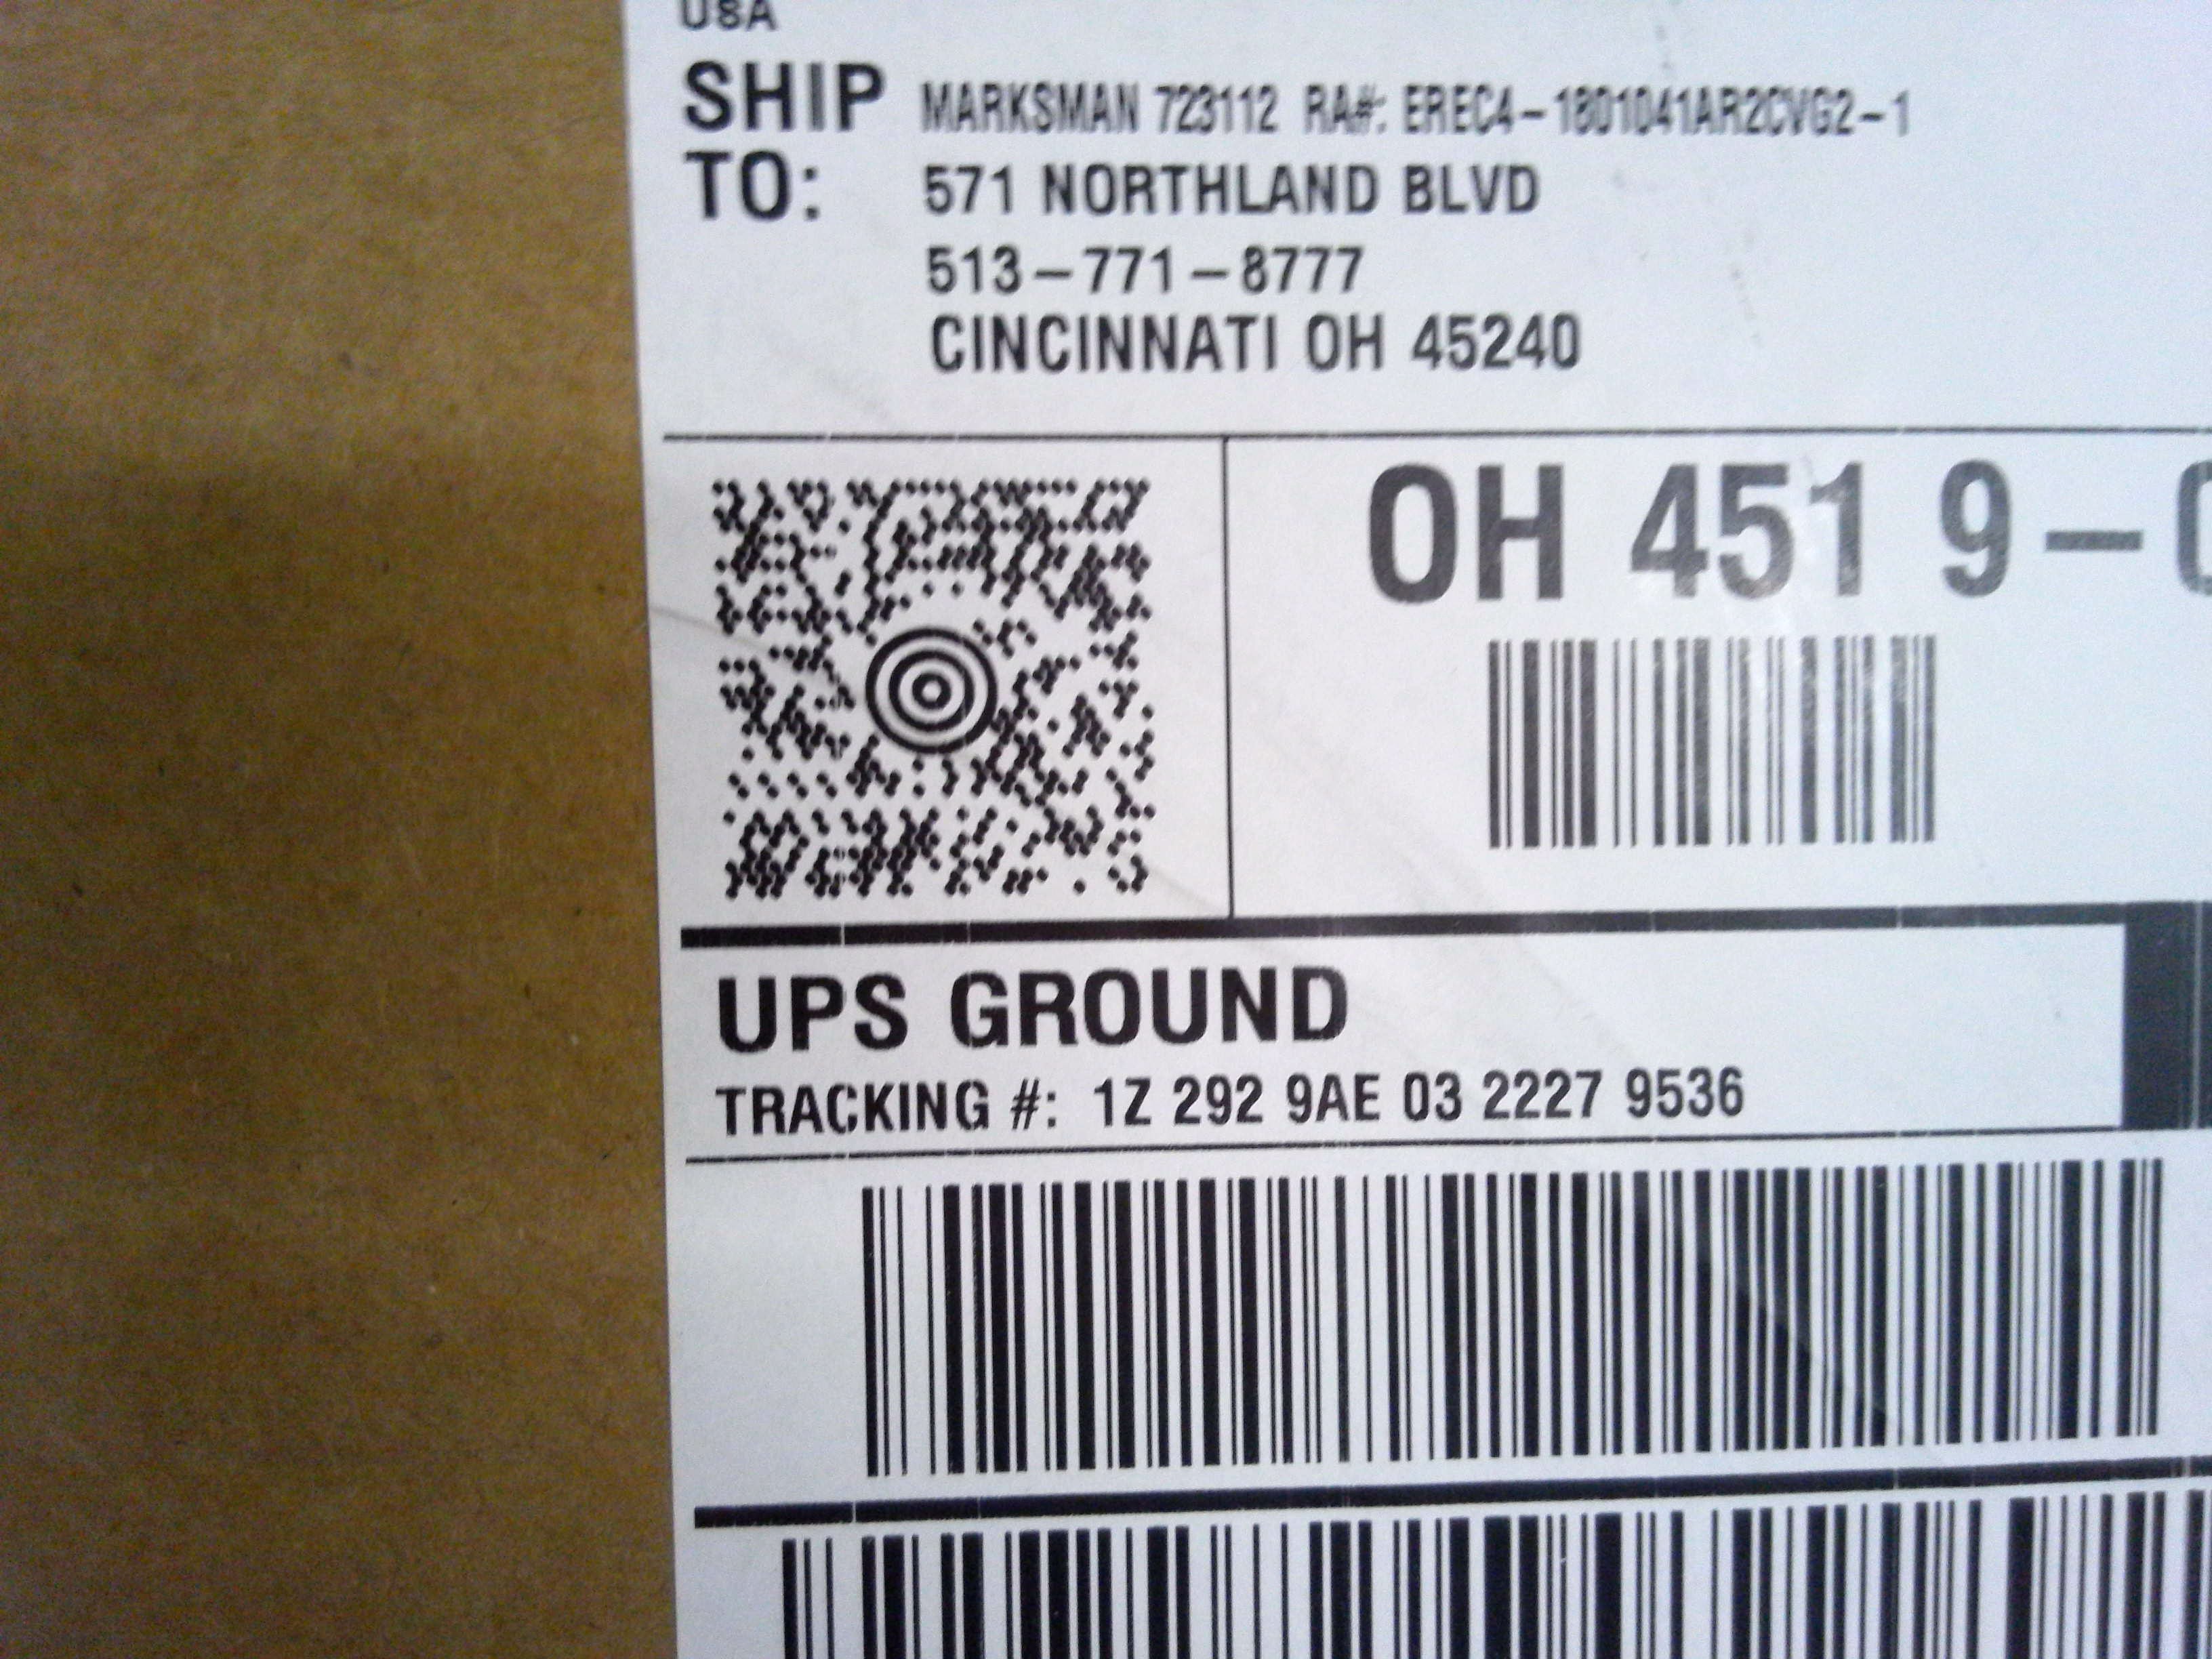 USA
SHIP TO: MARKSMAN 723112 RA#: EREC4-1801041AR2CVG2-1
571 NORTHLAND BLVD
513-771-8777
CINCINNATI OH 45240
OH 451 9-0
UPS GROUND
TRACKING #: 1Z 292 9AE 03 2227 9536